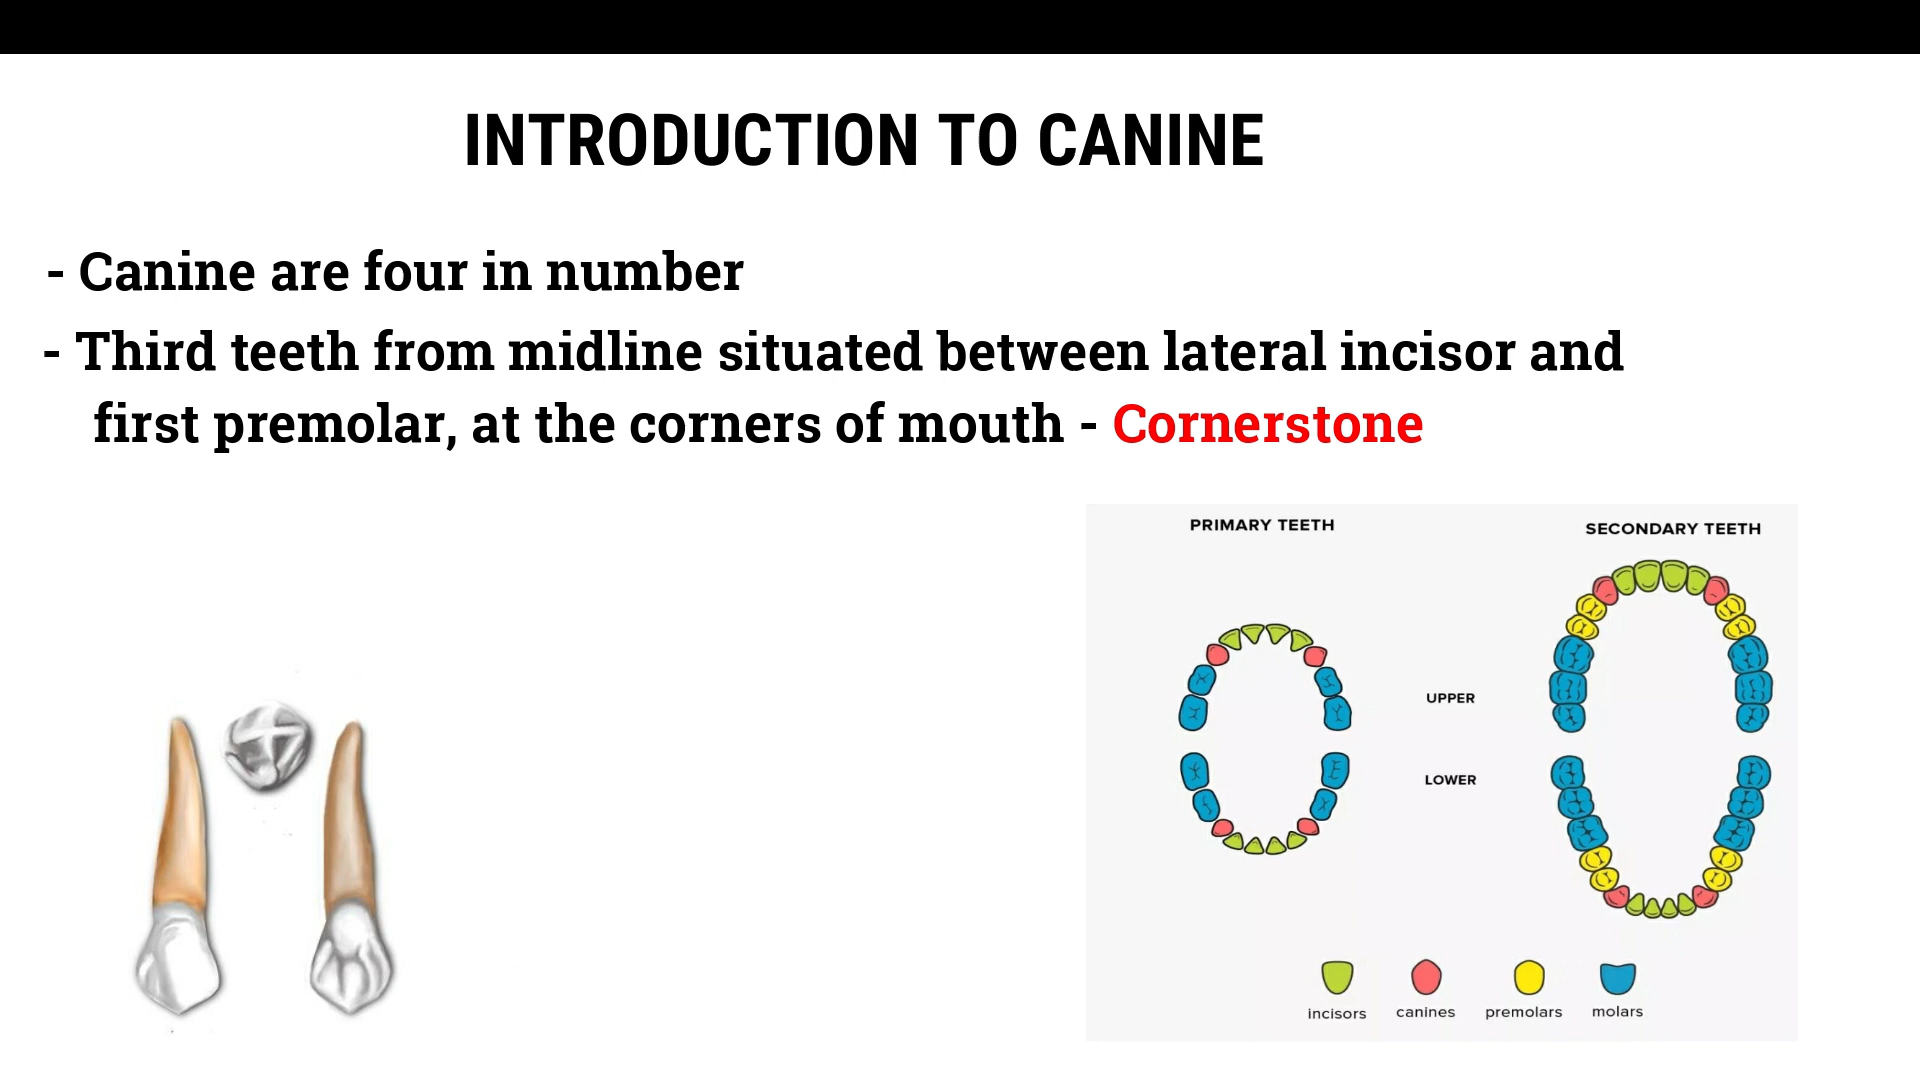 INTRODUCTION TO CANINE
- Canine are four in number
- Third teeth from midline situated between lateral incisor and
first premolar, at the corners of mouth - Cornerstone
PRIMARY TEETH
SECONDARY TEETH
UPPER
LOWER
incisors
canines
premolars
molars